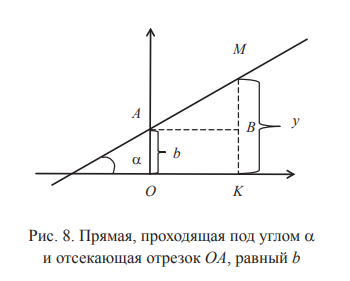 M
A
B
y
α
b
O
K
Рис. 8. Прямая, проходящая под углом α
и отсекающая отрезок OA, равный b